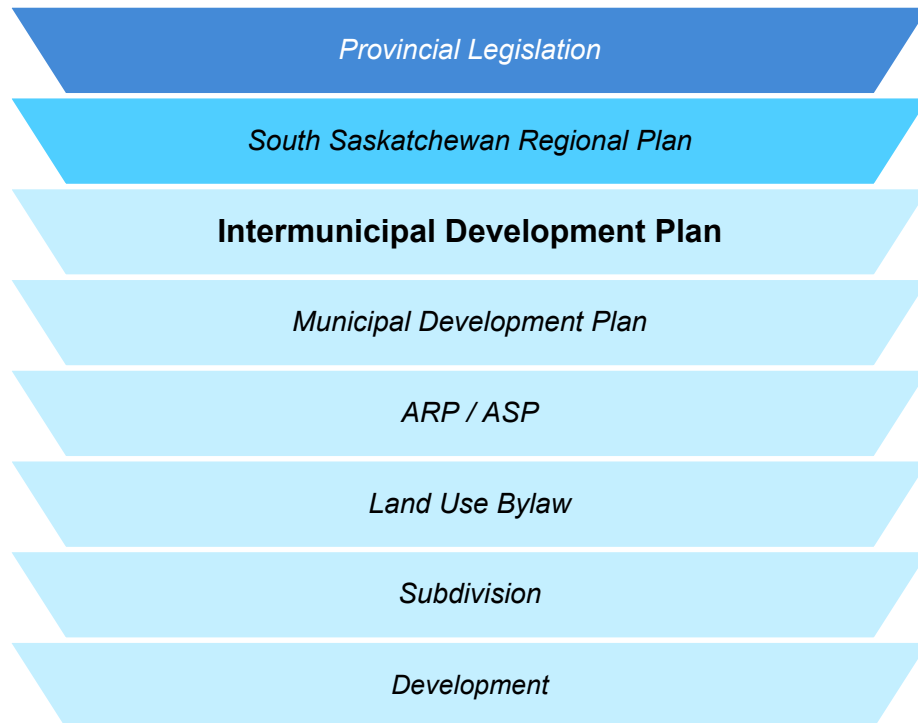 Provincial Legislation
South Saskatchewan Regional Plan
Intermunicipal Development Plan
Municipal Development Plan
ARP / ASP
Land Use Bylaw
Subdivision
Development